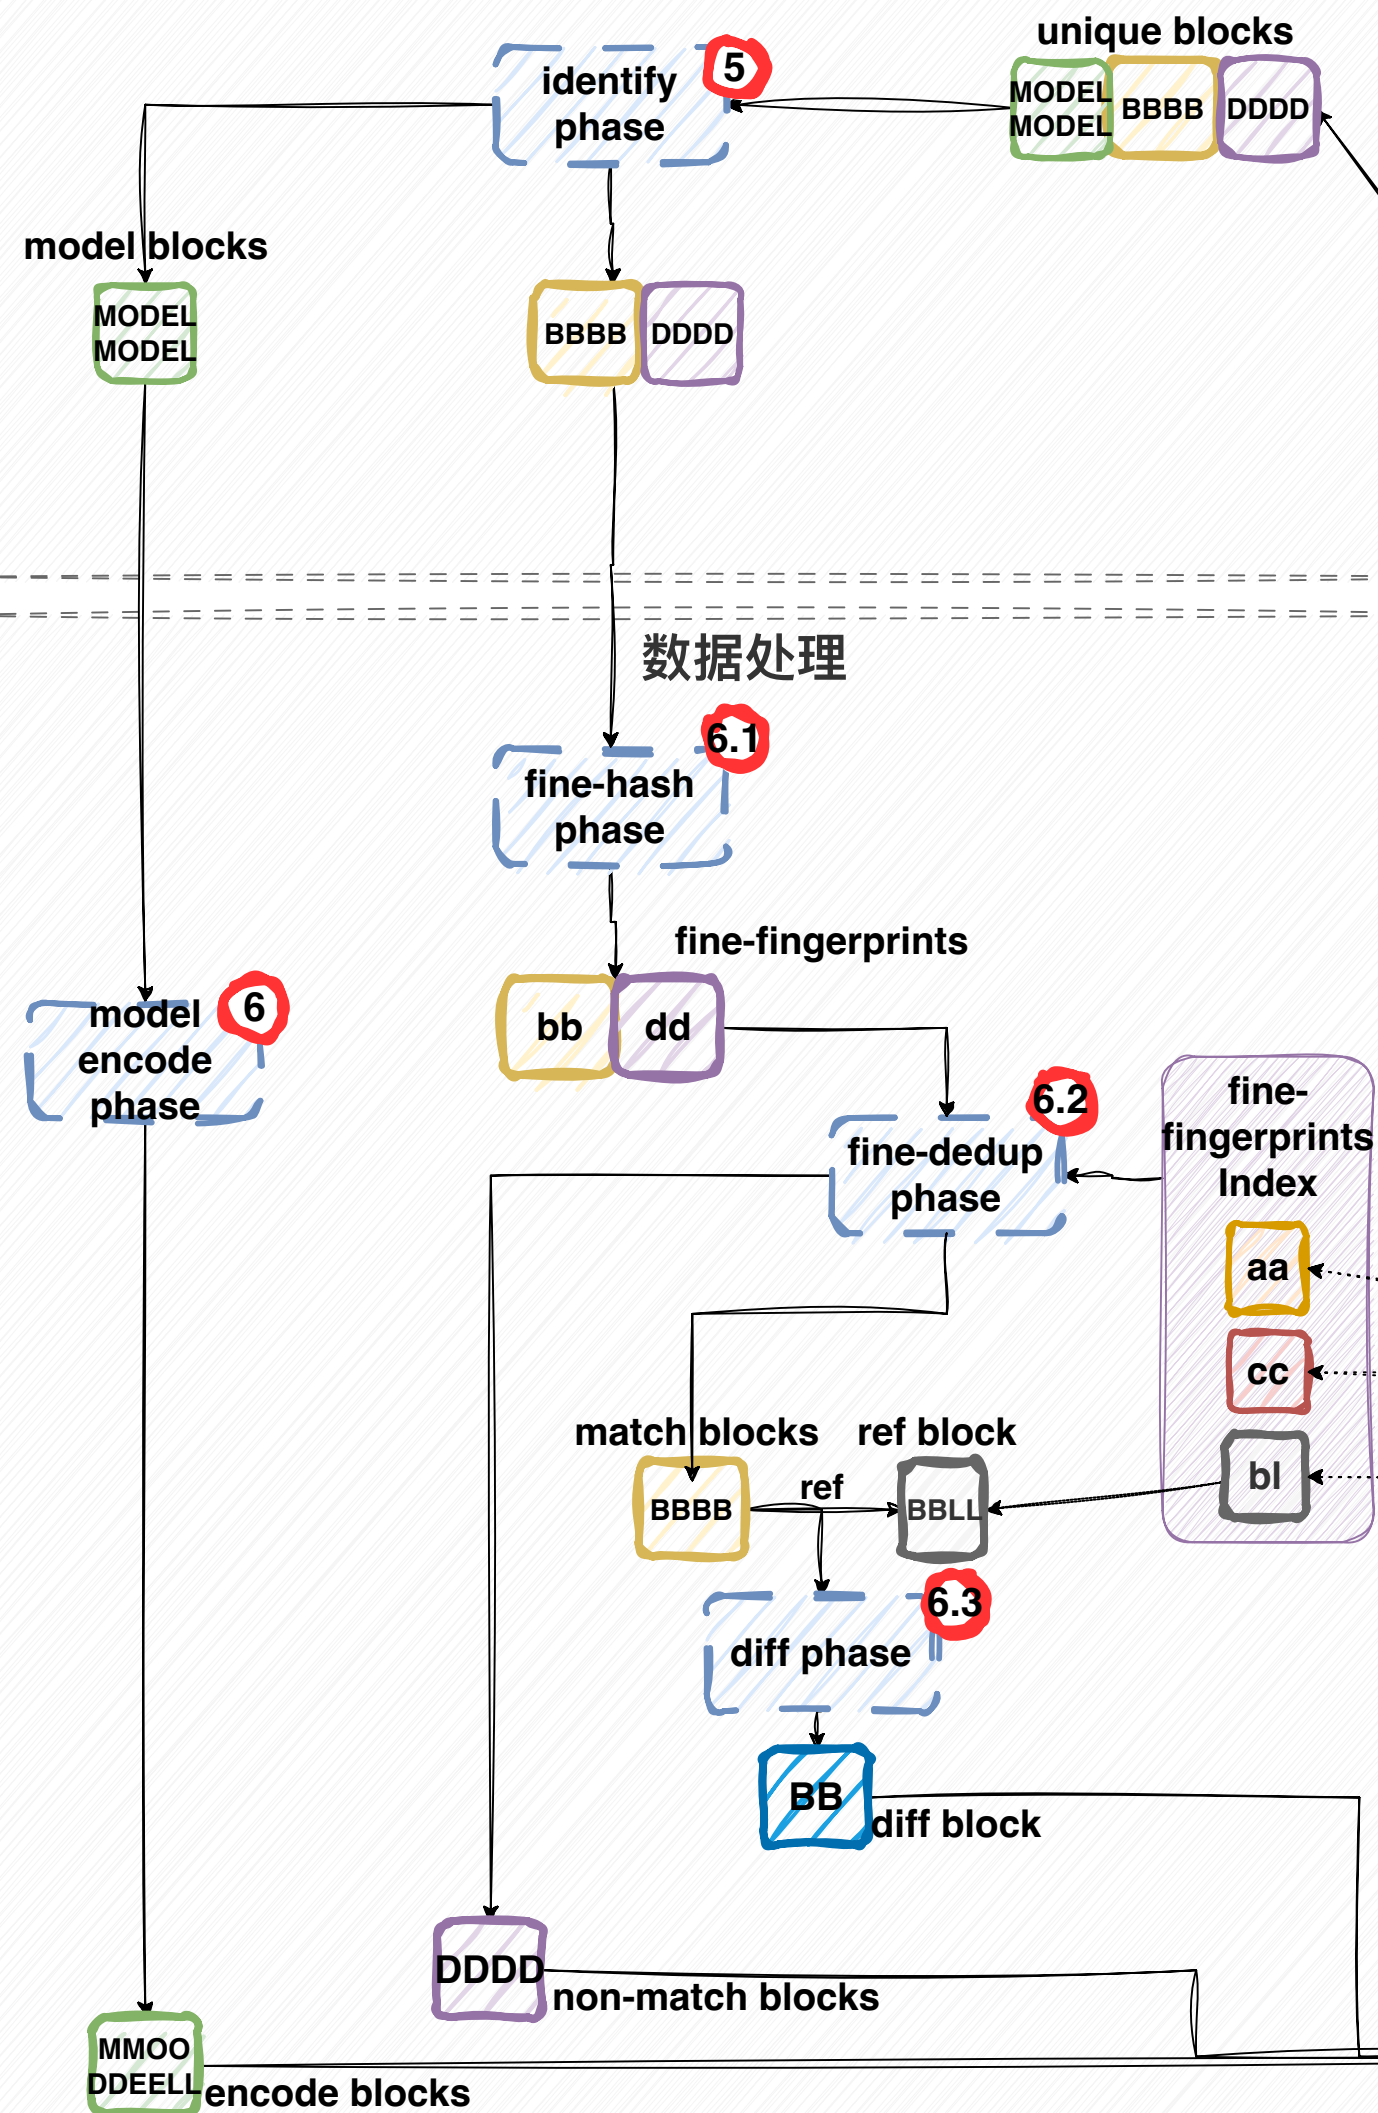 unique blocks
identify
phase
5
MODEL
MODEL
BBBB
DDDD
model blocks
MODEL
MODEL
BBBB
DDDD
数据处理
6.1
fine-hash
phase
fine-fingerprints
bb
dd
model
encode
phase
6
6.2
fine-dedup
phase
fine-
fingerprints
Index
aa
cc
bl
match blocks
ref block
ref
BBBB
BBLL
6.3
diff phase
BB
diff block
DDDD
non-match blocks
MMOO
DDEELL
encode blocks